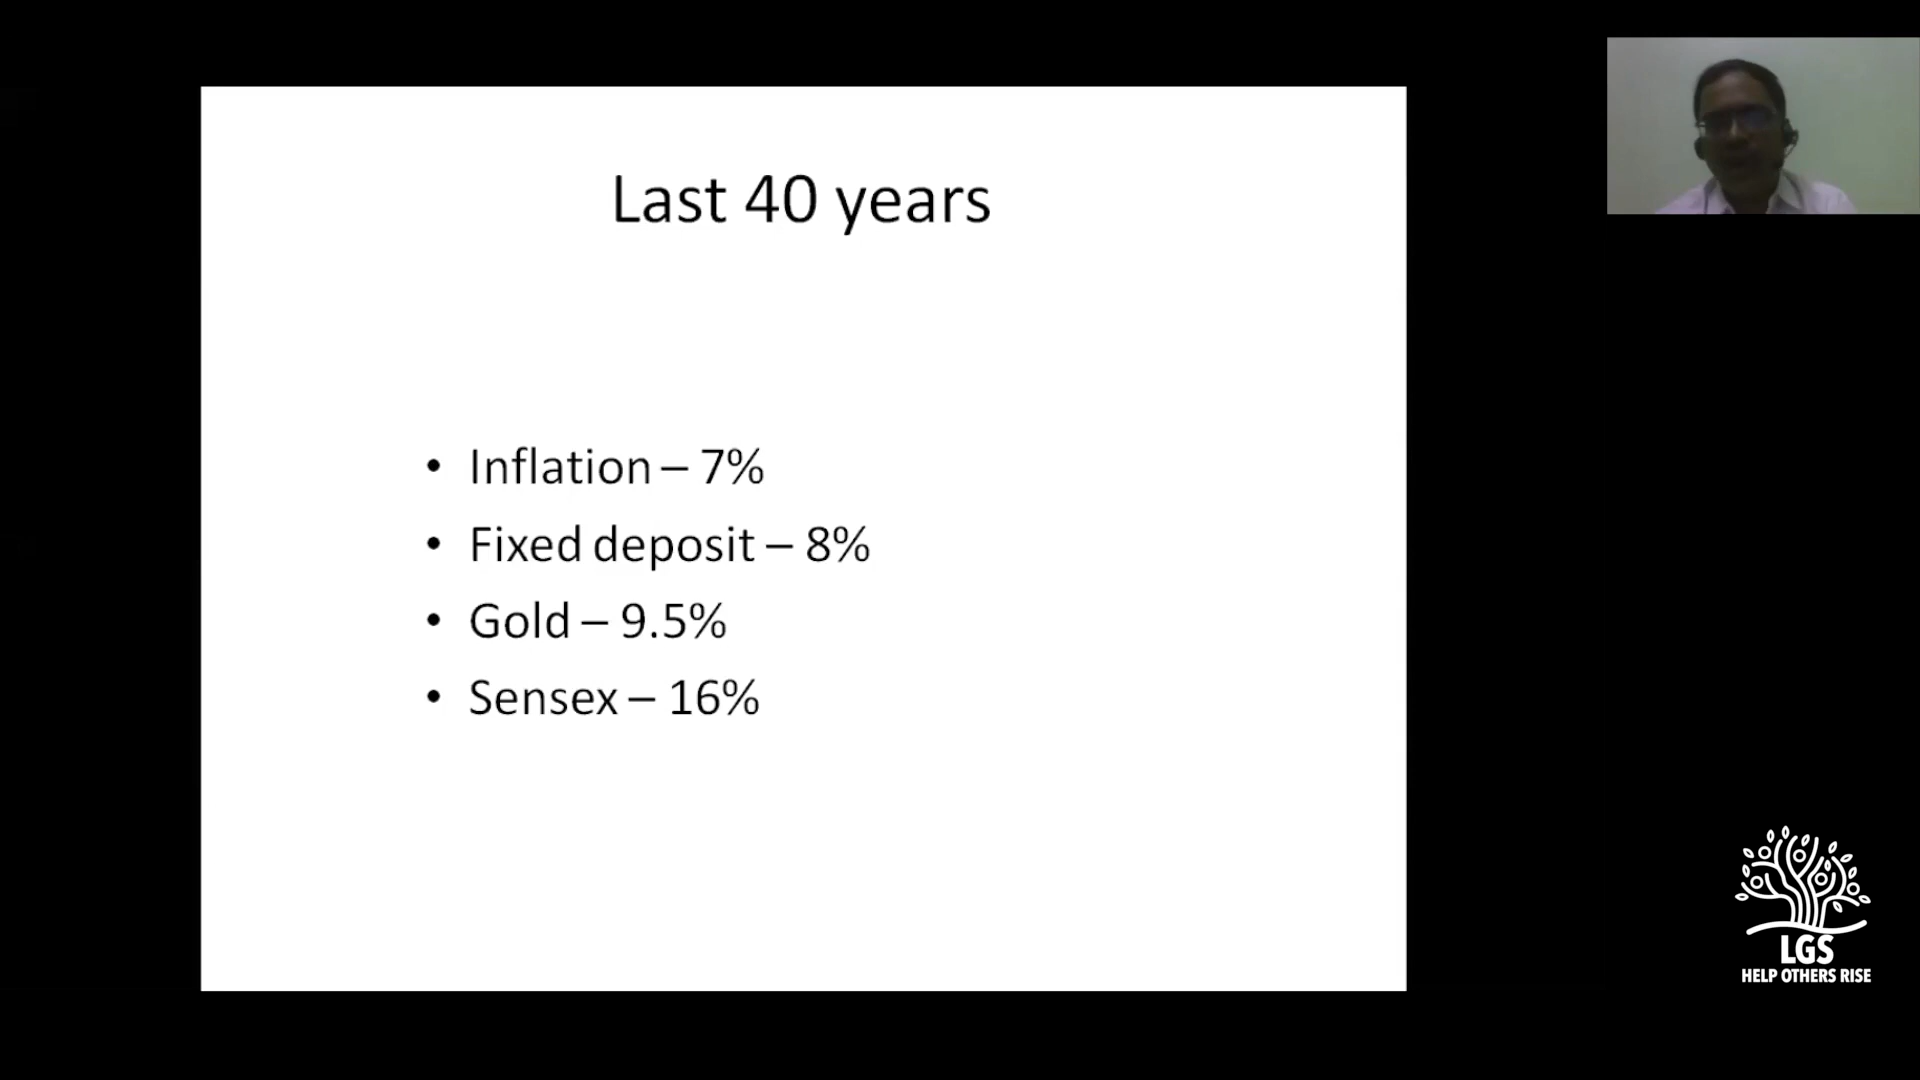 Last 40 years
• Inflation – 7%
• Fixed deposit – 8%
• Gold – 9.5%
• Sensex – 16%
LGS
HELP OTHERS RISE